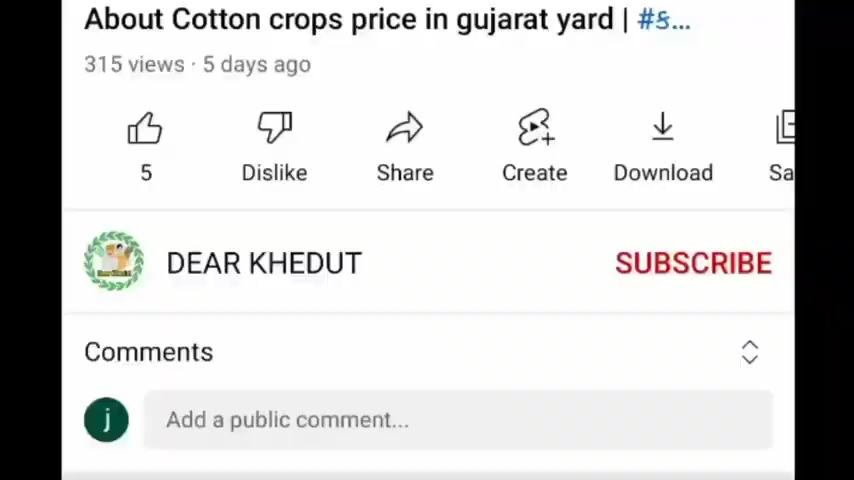 About Cotton crops price in gujarat yard | #ક...
315 views · 5 days ago
5 Dislike Share Create Download Sa
DEAR KHEDUT SUBSCRIBE
Comments
j Add a public comment...